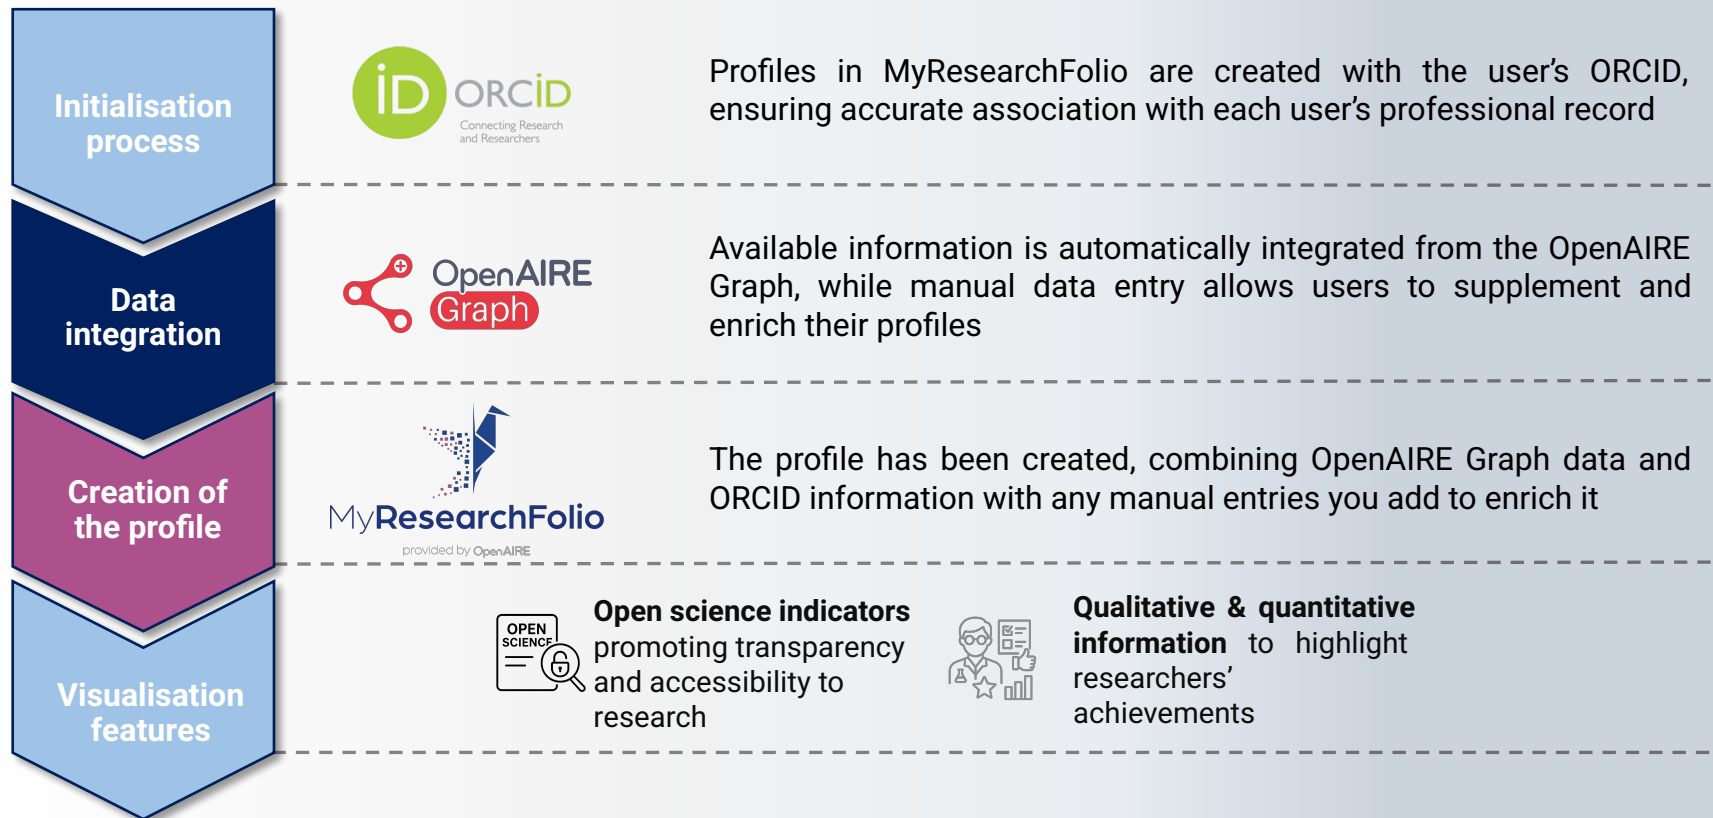 Initialisation
process
iD ORCiD
Connecting Research
and Researchers
Profiles in MyResearchFolio are created with the user’s ORCID,
ensuring accurate association with each user’s professional record
Data
integration
OpenAIRE
Graph
Available information is automatically integrated from the OpenAIRE
Graph, while manual data entry allows users to supplement and
enrich their profiles
Creation of
the profile
MyResearchFolio
provided by OpenAIRE
The profile has been created, combining OpenAIRE Graph data and
ORCID information with any manual entries you add to enrich it
Visualisation
features
OPEN
SCIENCE
Open science indicators
promoting transparency
and accessibility to
research
Qualitative & quantitative
information to highlight
researchers’
achievements